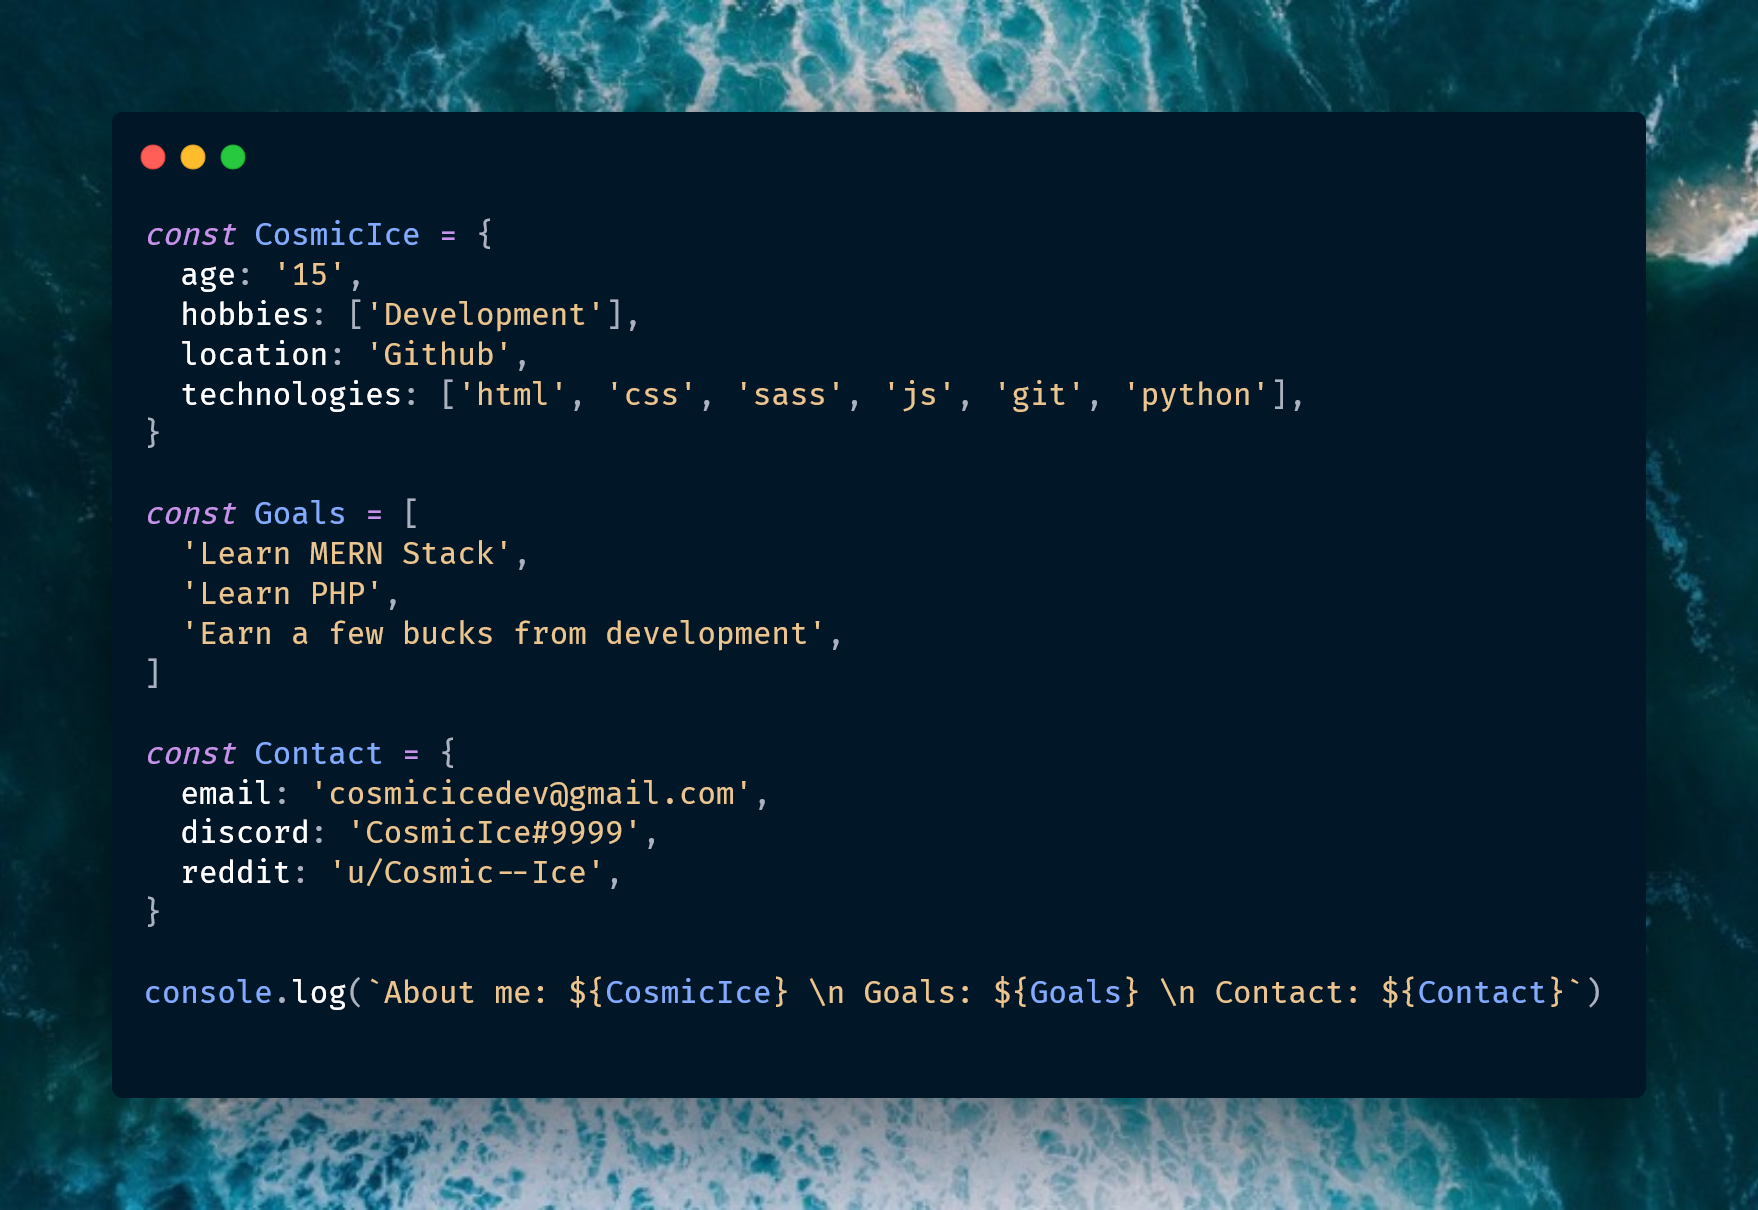 const CosmicIce = {
  age: '15',
  hobbies: ['Development'],
  location: 'Github',
  technologies: ['html', 'css', 'sass', 'js', 'git', 'python'],
}

const Goals = [
  'Learn MERN Stack',
  'Learn PHP',
  'Earn a few bucks from development',
]

const Contact = {
  email: 'cosmicicedev@gmail.com',
  discord: 'CosmicIce#9999',
  reddit: 'u/Cosmic--Ice',
}

console.log(`About me: ${CosmicIce} \n Goals: ${Goals} \n Contact: ${Contact}`)